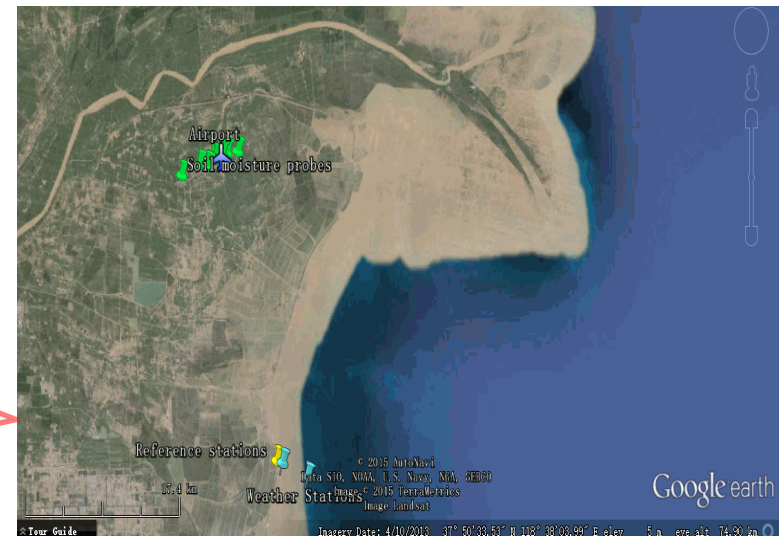 Airport
Soil moisture probes
Reference stations
Weather Stations
17.4 km
© 2015 AutoNavi
Data SIO, NOAA, U.S. Navy, NGA, GEBCO
Image © 2015 TerraMetrics
Image Landsat
Google earth
Tour Guide
Imagery Date: 4/10/2013 37° 50'33.53" N 118° 38'03.99" E elev 5 m eye alt 74.90 km